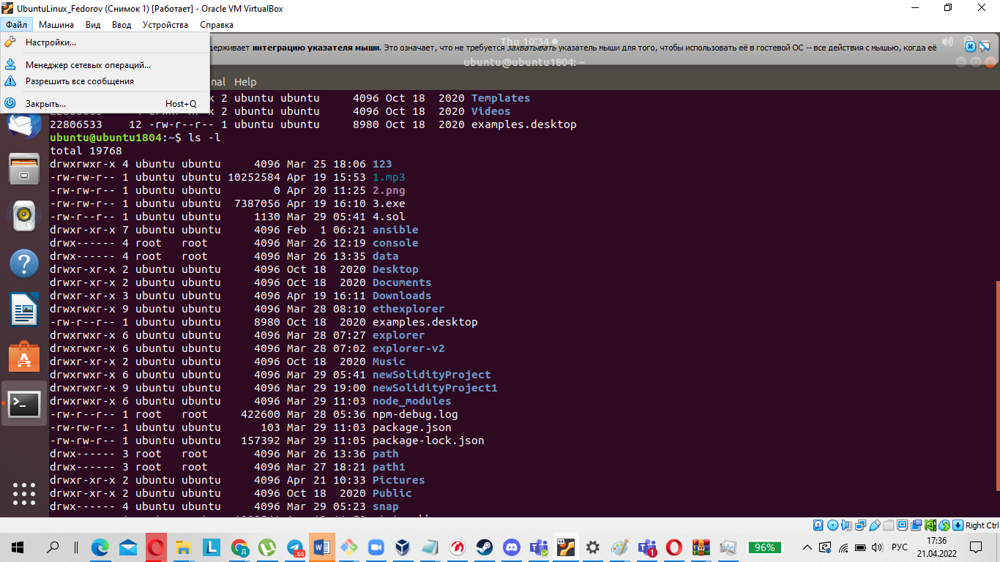 UbuntuLinux_Fedorov (Снимок 1) [Работает] - Oracle VM VirtualBox
Файл Машина Вид Ввод Устройства Справка
Настройки...
Менеджер сетевых операций...
Разрешить все сообщения
Закрыть... Host+Q
Thu 10:34
держивает интеграцию указателя мыши. Это означает, что не требуется захватывать указатель мыши для того, чтобы использовать её в гостевой ОС -- все действия с мышью, когда её
ubuntu@ubuntu1804: ~
nal Help
x 2 ubuntu ubuntu 4096 Oct 18 2020 Templates
2 ubuntu ubuntu 4096 Oct 18 2020 Videos
22806533 12 -rw-r--r-- 1 ubuntu ubuntu 8980 Oct 18 2020 examples.desktop
ubuntu@ubuntu1804:~$ ls -l
total 19768
drwxrwxr-x 4 ubuntu ubuntu 4096 Mar 25 18:06 123
-rw-rw-r-- 1 ubuntu ubuntu 10252584 Apr 19 15:53 1.mp3
-rw-rw-r-- 1 ubuntu ubuntu 0 Apr 20 11:25 2.png
-rw-rw-r-- 1 ubuntu ubuntu 7387056 Apr 19 16:10 3.exe
-rw-r--r-- 1 ubuntu ubuntu 1130 Mar 29 05:41 4.sol
drwxr-xr-x 7 ubuntu ubuntu 4096 Feb 1 06:21 ansible
drwx------ 4 root root 4096 Mar 26 12:19 console
drwx------ 4 root root 4096 Mar 26 13:35 data
drwxr-xr-x 2 ubuntu ubuntu 4096 Oct 18 2020 Desktop
drwxr-xr-x 2 ubuntu ubuntu 4096 Oct 18 2020 Documents
drwxr-xr-x 3 ubuntu ubuntu 4096 Apr 19 16:11 Downloads
drwxrwxr-x 9 ubuntu ubuntu 4096 Mar 28 08:10 ethexplorer
-rw-r--r-- 1 ubuntu ubuntu 8980 Oct 18 2020 examples.desktop
drwxrwxr-x 6 ubuntu ubuntu 4096 Mar 28 07:27 explorer
drwxrwxr-x 6 ubuntu ubuntu 4096 Mar 28 07:02 explorer-v2
drwxr-xr-x 2 ubuntu ubuntu 4096 Oct 18 2020 Music
drwxrwxr-x 6 ubuntu ubuntu 4096 Mar 29 05:41 newSolidityProject
drwxrwxr-x 9 ubuntu ubuntu 4096 Mar 29 19:00 newSolidityProject1
drwxrwxr-x 6 ubuntu ubuntu 4096 Mar 29 11:03 node_modules
-rw-r--r-- 1 root root 422600 Mar 28 05:36 npm-debug.log
-rw-rw-r-- 1 ubuntu ubuntu 103 Mar 29 11:03 package.json
-rw-rw-r-- 1 ubuntu ubuntu 157392 Mar 29 11:05 package-lock.json
drwx------ 3 root root 4096 Mar 26 13:36 path
drwx------ 3 root root 4096 Mar 27 18:21 path1
drwxr-xr-x 2 ubuntu ubuntu 4096 Apr 21 10:33 Pictures
drwxr-xr-x 2 ubuntu ubuntu 4096 Oct 18 2020 Public
drwx------ 4 ubuntu ubuntu 4096 Mar 29 05:23 snap
Right Ctrl
96% РУС 17:36
21.04.2022